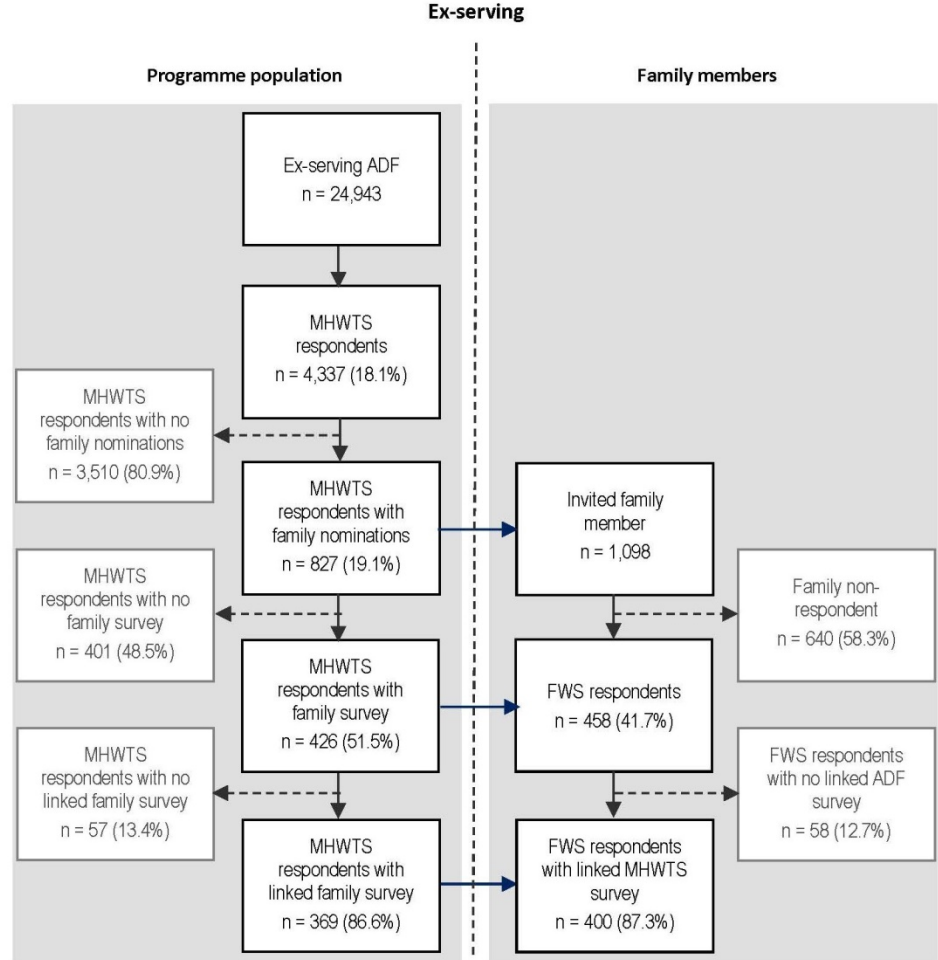 Ex-serving
Programme population
Family members
Ex-serving ADF
n = 24,943
MHWTS
respondents
n = 4,337 (18.1%)
MHWTS
respondents with no
family nominations
n = 3,510 (80.9%)
MHWTS
respondents with
family nominations
n = 827 (19.1%)
Invited family
member
n = 1,098
MHWTS
respondents with no
family survey
n = 401 (48.5%)
Family non-
respondent
n = 640 (58.3%)
MHWTS
respondents with
family survey
n = 426 (51.5%)
FWS respondents
n = 458 (41.7%)
MHWTS
respondents with no
linked family survey
n = 57 (13.4%)
FWS respondents
with no linked ADF
survey
n = 58 (12.7%)
MHWTS
respondents with
linked family survey
n = 369 (86.6%)
FWS respondents
with linked MHWTS
survey
n = 400 (87.3%)